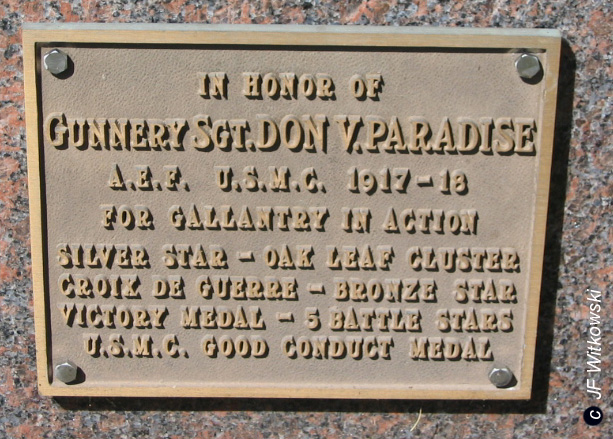 IN HONOR OF
GUNNERY SGT. DON V. PARADISE
A.E.F. U.S.M.C. 1917-18
FOR GALLANTRY IN ACTION
SILVER STAR - OAK LEAF CLUSTER
CROIX DE GUERRE - BRONZE STAR
VICTORY MEDAL - 5 BATTLE STARS
U.S.M.C. GOOD CONDUCT MEDAL
c JF Witkowski